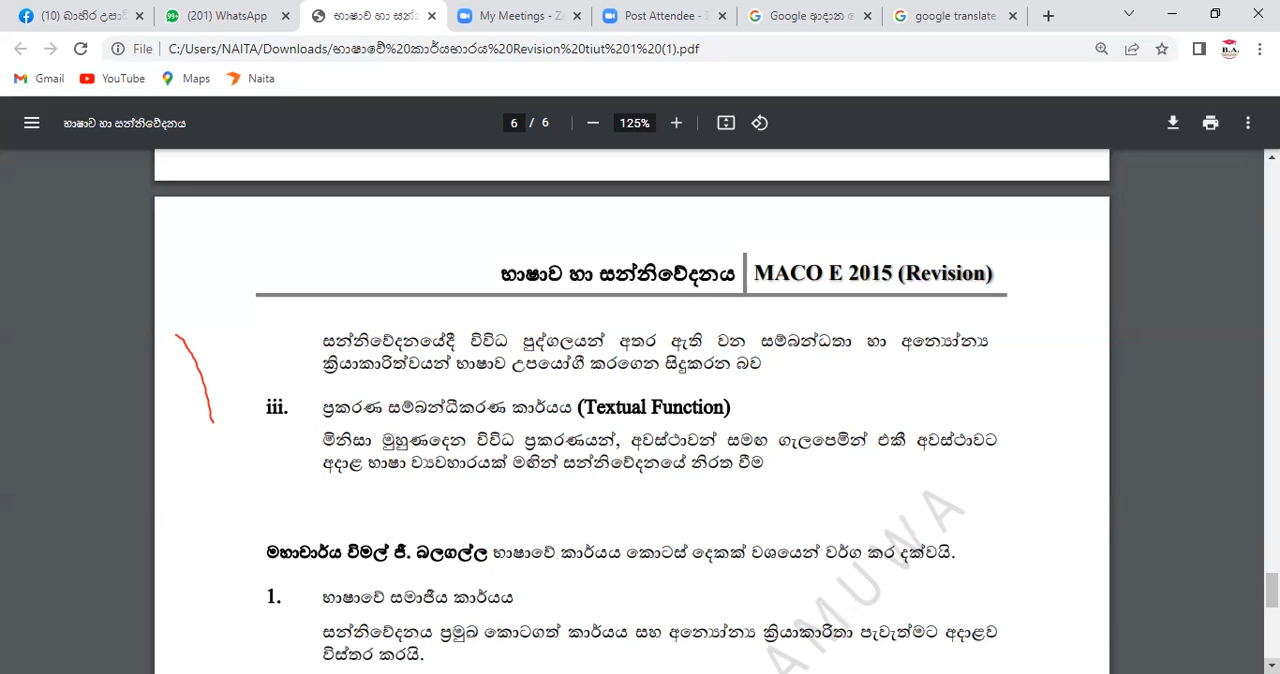 (10) බාහිර උපාි
(201) WhatsApp
භාෂාව හා සන්
My Meetings - Z
Post Attendee - Z
Google ආදාන
google translate
File
C:/Users/NAITA/Downloads/භාෂාවේ%20කාර්යභාරය%20Revision%20tiut%201%20(1).pdf
Gmail
YouTube
Maps
Naita
භාෂාව හා සන්නිවේදනය
6 / 6
125%
භාෂාව හා සන්නිවේදනය MACO E 2015 (Revision)
සන්නිවේදනයේදී විවිධ පුද්ගලයන් අතර ඇති වන සම්බන්ධතා හා අන්‍යෝන්‍ය
ක්‍රියාකාරිත්වයන් භාෂාව උපයෝගී කරගෙන සිදුකරන බව
iii. ප්‍රකරණ සම්බන්ධීකරණ කාර්යය (Textual Function)
මිනිසා මුහුණදෙන විවිධ ප්‍රකරණයන්, අවස්ථාවන් සමඟ ගැලපෙමින් එකී අවස්ථාවට
අදාළ භාෂා ව්‍යවහාරයක් මඟින් සන්නිවේදනයේ නිරත වීම
මහාචාර්ය විමල් ජී. බලගල්ල භාෂාවේ කාර්යය කොටස් දෙකක් වශයෙන් වර්ග කර දක්වයි.
1. භාෂාවේ සමාජීය කාර්යය
සන්නිවේදනය ප්‍රමුඛ කොටගත් කාර්යය සහ අන්‍යෝන්‍ය ක්‍රියාකාරිතා පැවැත්මට අදාළව
විස්තර කරයි.
AMUWA